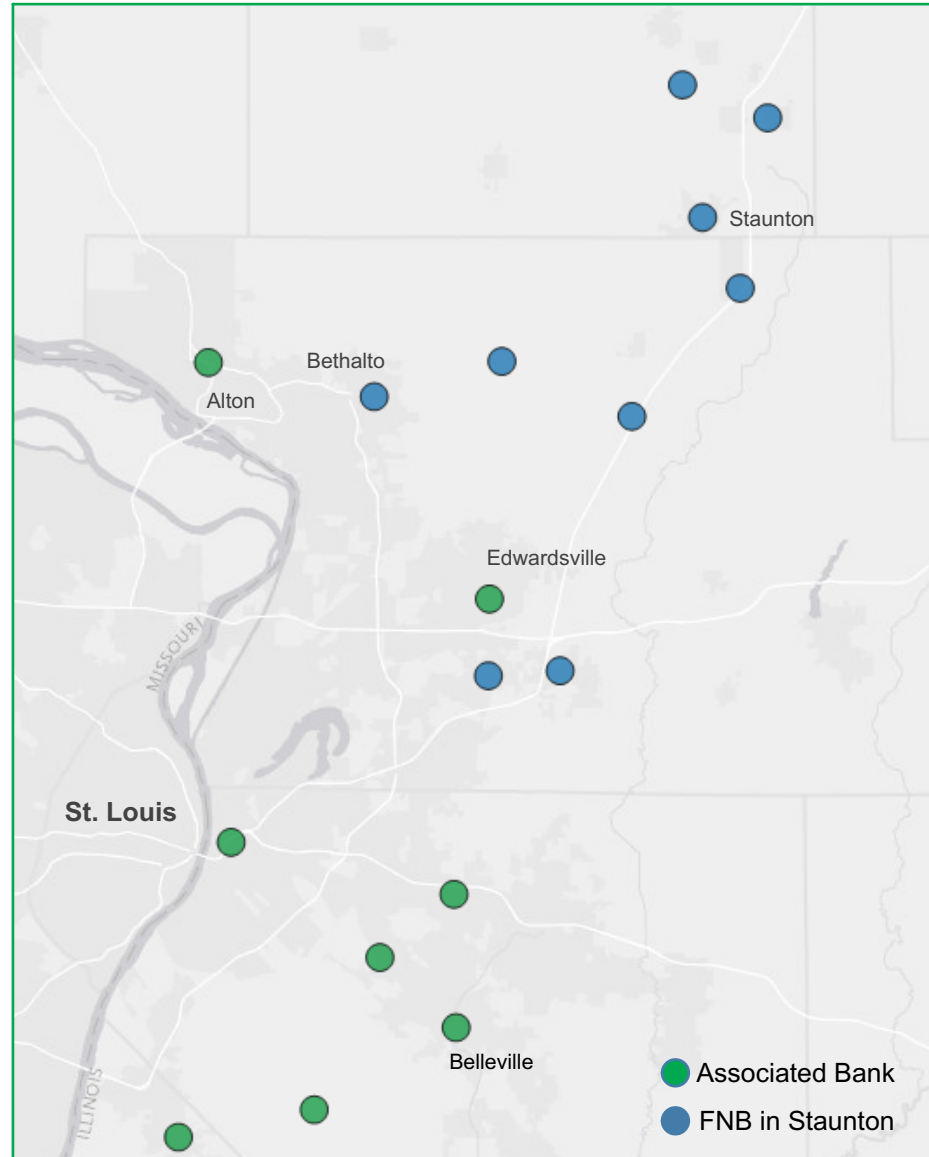 Staunton
Bethalto
Alton
Edwardsville
MISSOURI
St. Louis
Belleville
ILLINOIS
Associated Bank
FNB in Staunton